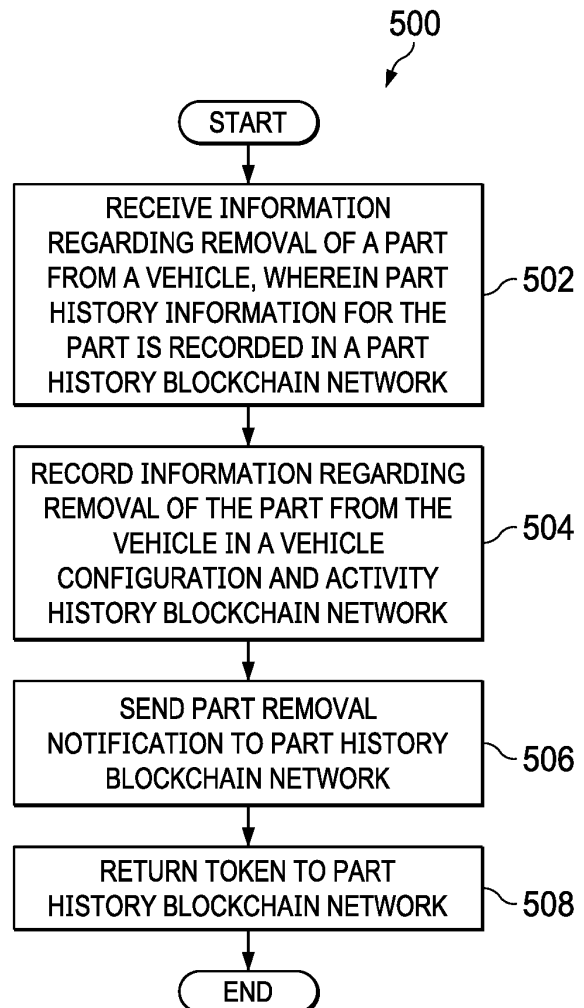 500
START
RECEIVE INFORMATION
REGARDING REMOVAL OF A PART
FROM A VEHICLE, WHEREIN PART
HISTORY INFORMATION FOR THE
PART IS RECORDED IN A PART
HISTORY BLOCKCHAIN NETWORK
502
RECORD INFORMATION REGARDING
REMOVAL OF THE PART FROM THE
VEHICLE IN A VEHICLE
CONFIGURATION AND ACTIVITY
HISTORY BLOCKCHAIN NETWORK
504
SEND PART REMOVAL
NOTIFICATION TO PART HISTORY
BLOCKCHAIN NETWORK
506
RETURN TOKEN TO PART
HISTORY BLOCKCHAIN NETWORK
508
END